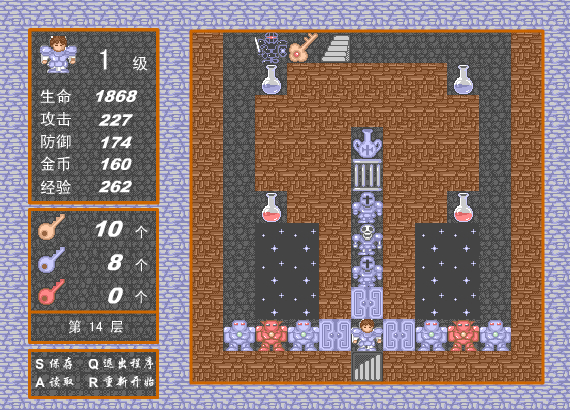 1 级
生命 1868
攻击 227
防御 174
金币 160
经验 262
10 个
8 个
0 个
第 14 层
S 保存 Q 退出程序
A 读取 R 重新开始